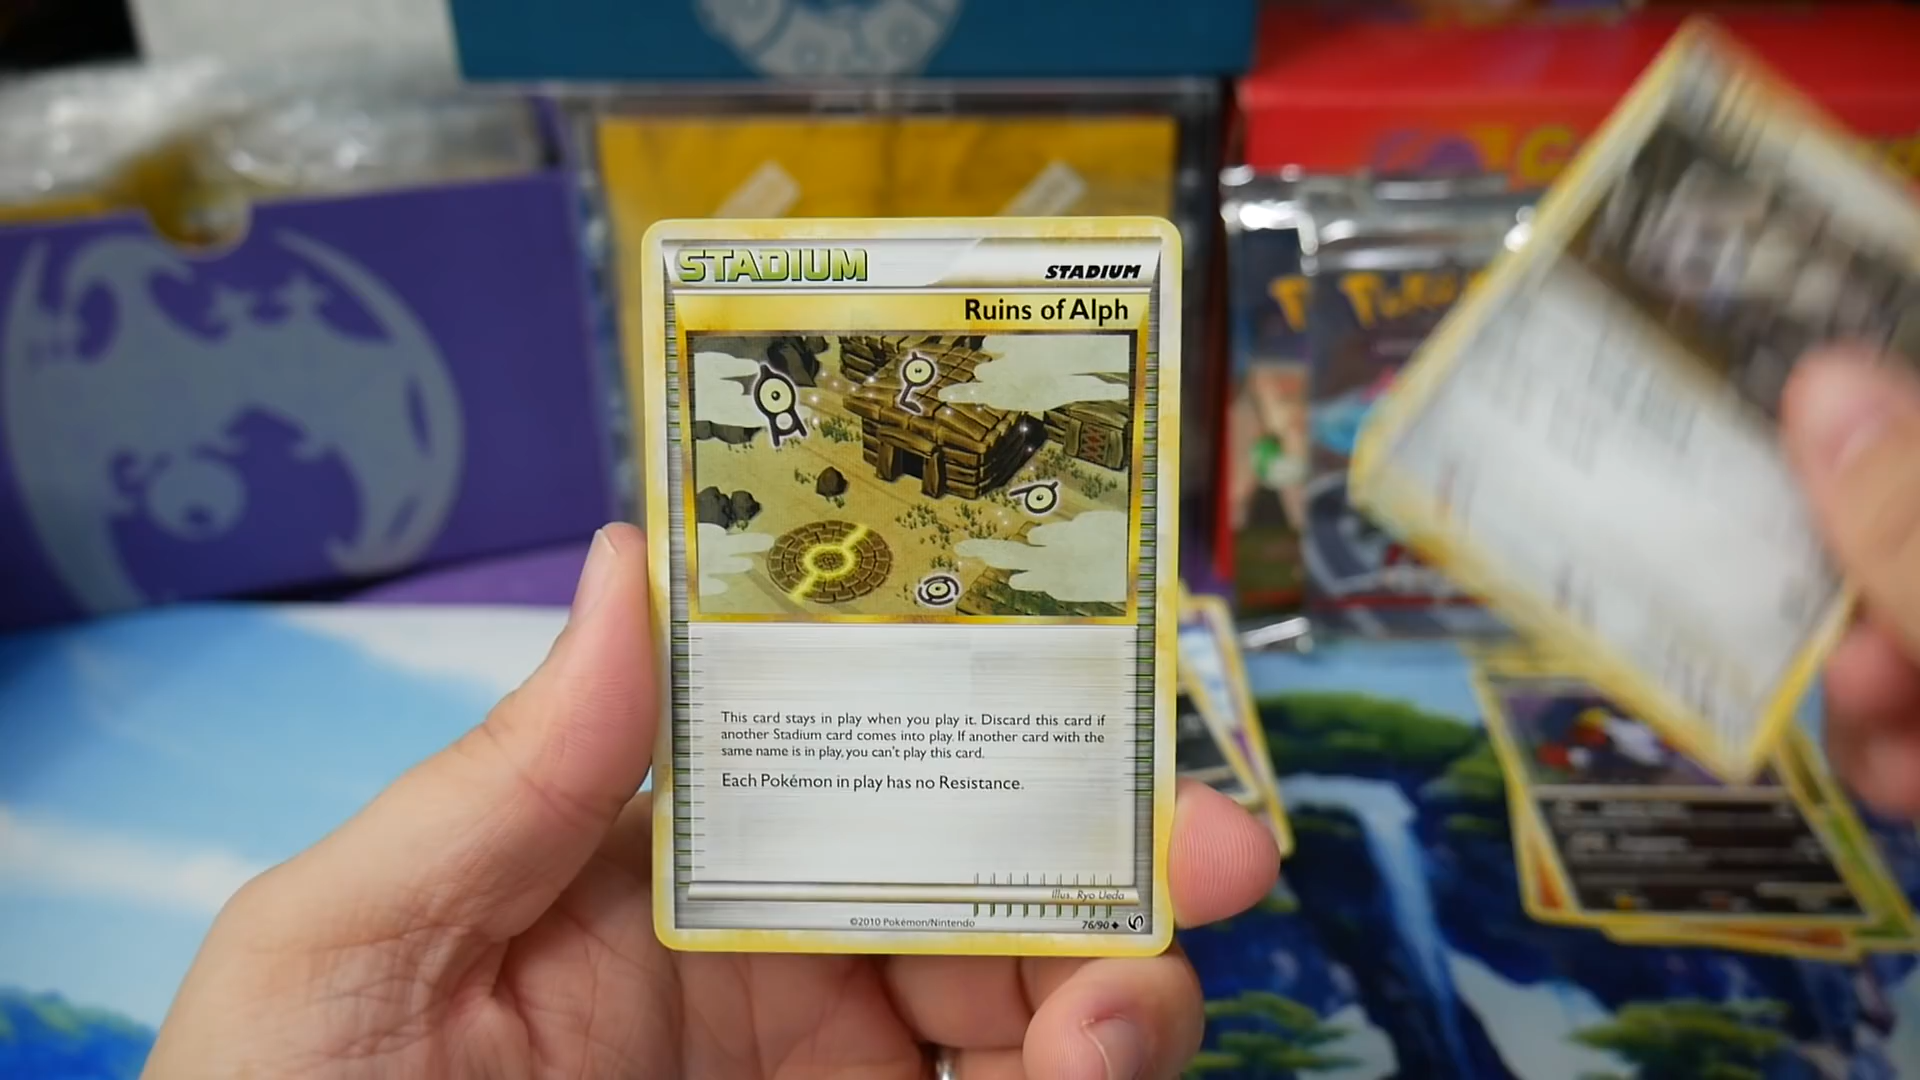 STADIUM
STADIUM
Ruins of Alph
This card stays in play when you play it. Discard this card if
another Stadium card comes into play. If another card with the
same name is in play, you can't play this card.
Each Pokémon in play has no Resistance.
Illus. Ryo Ueda
©2010 Pokémon/Nintendo
76/90